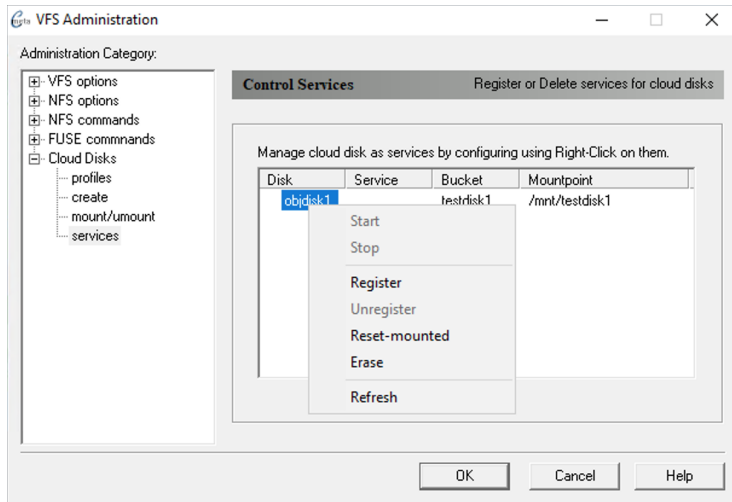 VFS Administration
Administration Category:
VFS options
NFS options
NFS commands
FUSE commnands
Cloud Disks
profiles
create
mount/umount
services
Control Services Register or Delete services for cloud disks
Manage cloud disk as services by configuring using Right-Click on them.
Disk Service Bucket Mountpoint
objdisk1 testdisk1 /mnt/testdisk1
Start
Stop
Register
Unregister
Reset-mounted
Erase
Refresh
OK Cancel Help